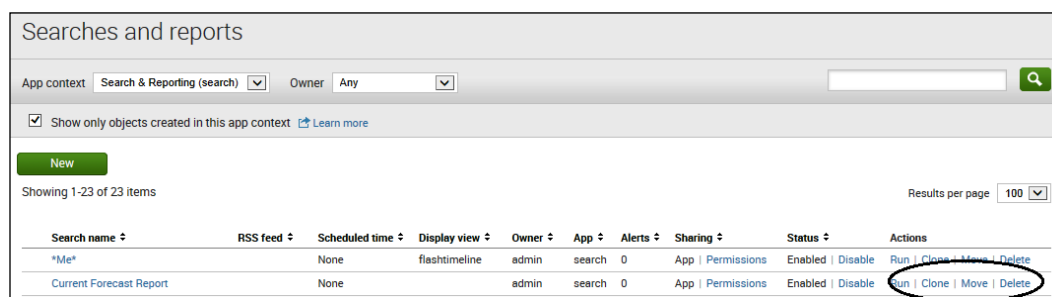 Searches and reports
App context Search & Reporting (search) Owner Any
Show only objects created in this app context Learn more
New
Showing 1-23 of 23 items
Results per page 100
Search name RSS feed Scheduled time Display view Owner App Alerts Sharing Status Actions
*Me* None flashtimeline admin search 0 App | Permissions Enabled | Disable Run | Clone | Move | Delete
Current Forecast Report None admin search 0 App | Permissions Enabled | Disable Run | Clone | Move | Delete